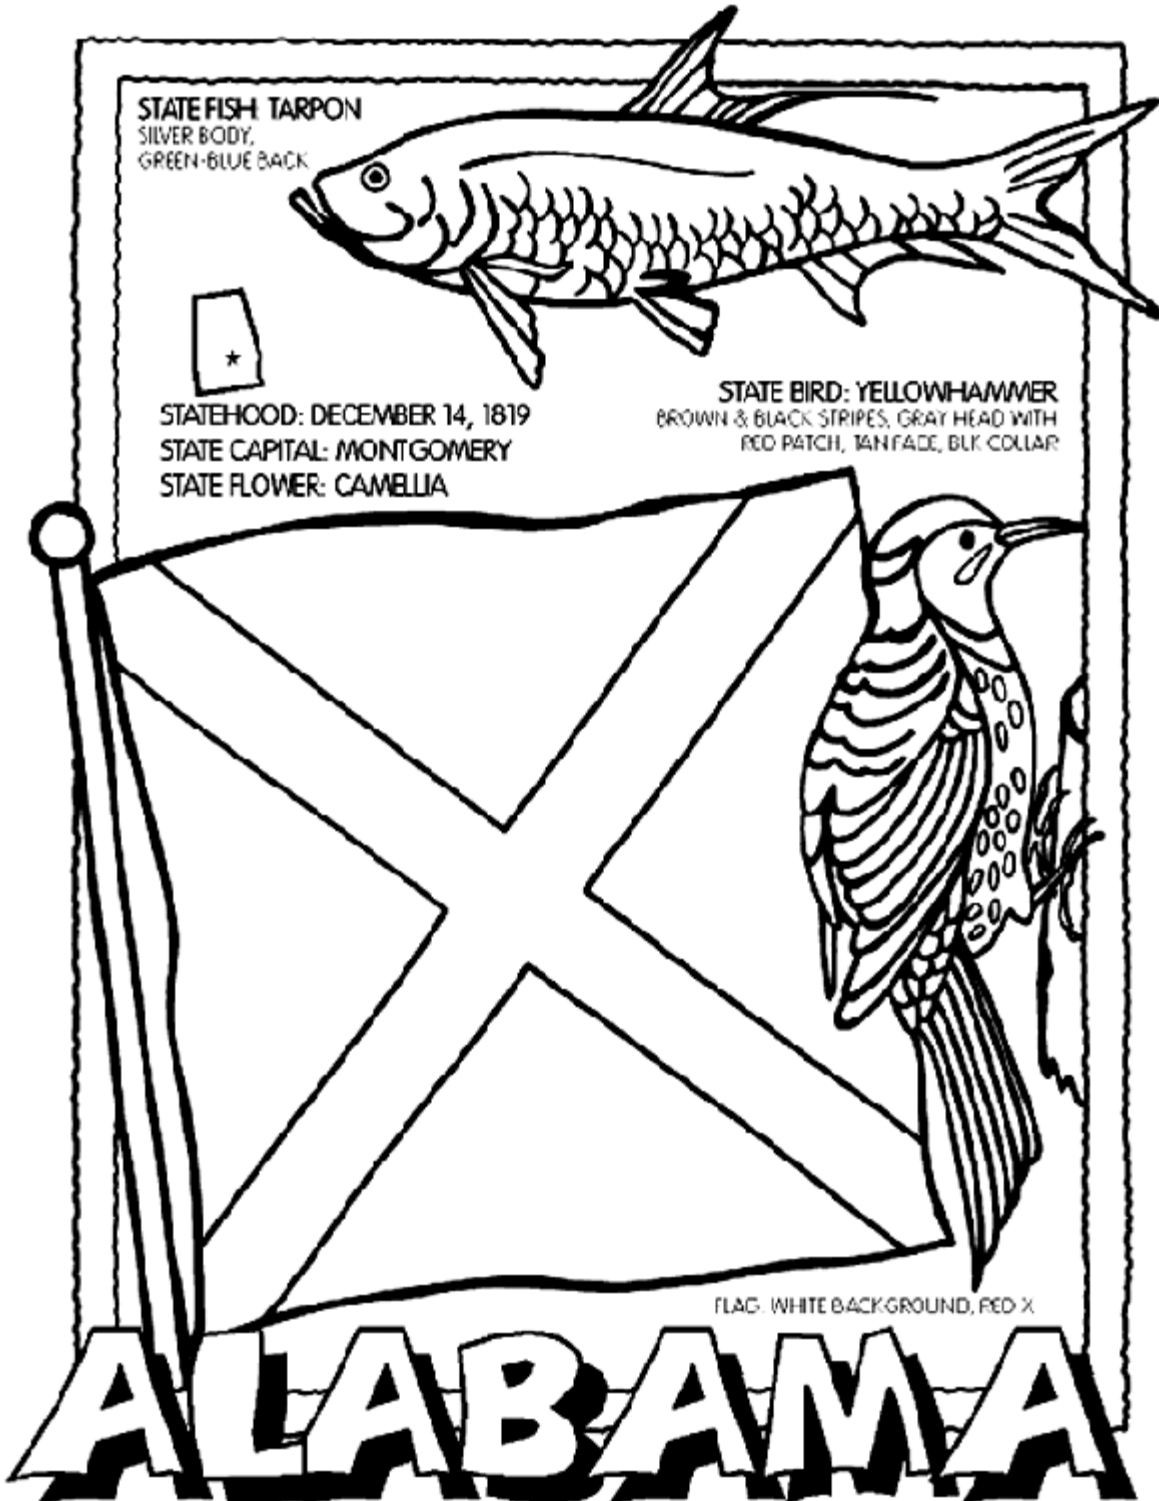 STATE FISH: TARPON
SILVER BODY,
GREEN-BLUE BACK
STATEHOOD: DECEMBER 14, 1819
STATE CAPITAL: MONTGOMERY
STATE FLOWER: CAMELLIA
STATE BIRD: YELLOWHAMMER
BROWN & BLACK STRIPES, GRAY HEAD WITH
RED PATCH, TAN FACE, BLK COLLAR
FLAG: WHITE BACKGROUND, RED X
ALABAMA